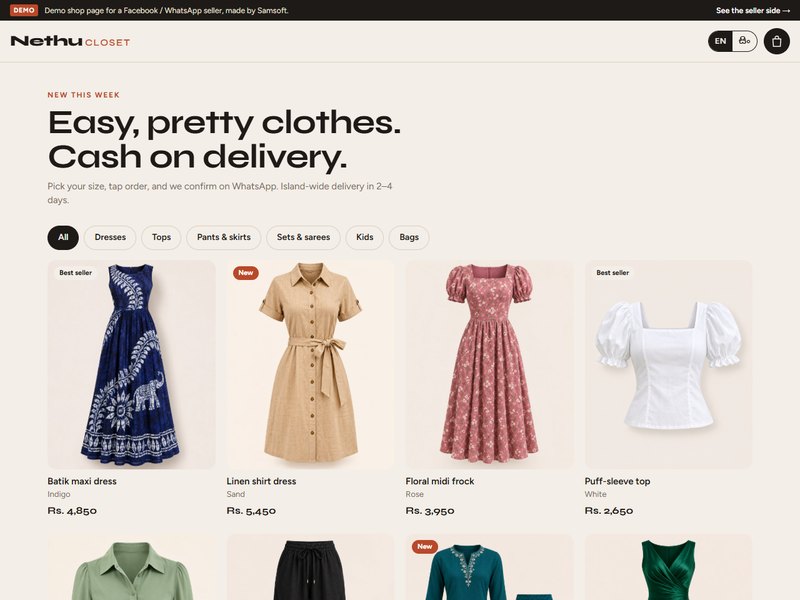 DEMO Demo shop page for a Facebook / WhatsApp seller, made by Samsoft. See the seller side →
Nethu CLOSET EN සිං
NEW THIS WEEK
Easy, pretty clothes.
Cash on delivery.
Pick your size, tap order, and we confirm on WhatsApp. Island-wide delivery in 2–4
days.
All Dresses Tops Pants & skirts Sets & sarees Kids Bags
Best seller New Best seller
Batik maxi dress Linen shirt dress Floral midi frock Puff-sleeve top
Indigo Sand Rose White
Rs. 4,850 Rs. 5,450 Rs. 3,950 Rs. 2,650
New